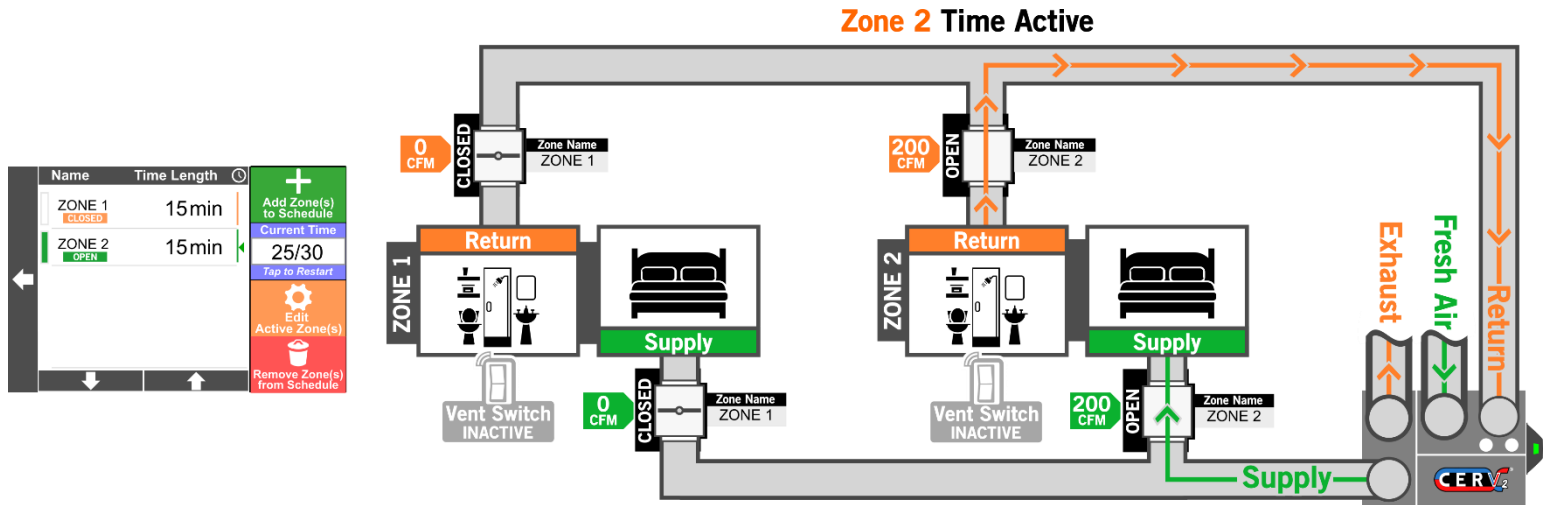 Zone 2 Time Active
Name Time Length
ZONE 1 15min
CLOSED
ZONE 2 15min
OPEN
Add Zone(s)
to Schedule
Current Time
25/30
Tap to Restart
Edit
Active Zone(s)
Remove Zone(s)
from Schedule
0
CFM
CLOSED
Zone Name
ZONE 1
200
CFM
OPEN
Zone Name
ZONE 2
ZONE 1
Return
Supply
Vent Switch
INACTIVE
0
CFM
CLOSED
Zone Name
ZONE 1
ZONE 2
Return
Supply
Vent Switch
INACTIVE
200
CFM
OPEN
Zone Name
ZONE 2
Exhaust
Fresh Air
Return
Supply
CERV2